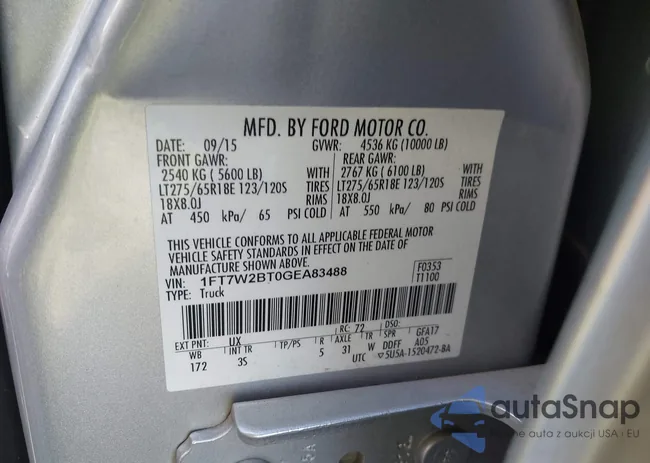 MFD. BY FORD MOTOR CO.
DATE: 09/15 GVWR: 4536 KG (10000 LB)
FRONT GAWR: REAR GAWR:
2540 KG ( 5600 LB) WITH 2767 KG ( 6100 LB) WITH
LT275/65R18E 123/120S TIRES LT275/65R18E 123/120S TIRES
18X8.0J RIMS 18X8.0J RIMS
AT 450 kPa/ 65 PSI COLD AT 550 kPa/ 80 PSI COLD
THIS VEHICLE CONFORMS TO ALL APPLICABLE FEDERAL MOTOR
VEHICLE SAFETY STANDARDS IN EFFECT ON THE DATE OF
MANUFACTURE SHOWN ABOVE.
VIN: 1FT7W2BT0GEA83488 F0353
TYPE: Truck T1100
EXT PNT: UX RC: 72 DSO:
WB INT TR TP/PS R AXLE TR SPR GFA17
172 3S 5 31 W DDFF A05
UTC 5U5A-1520472-BA
autaSnap
auta z aukcji USA i EU